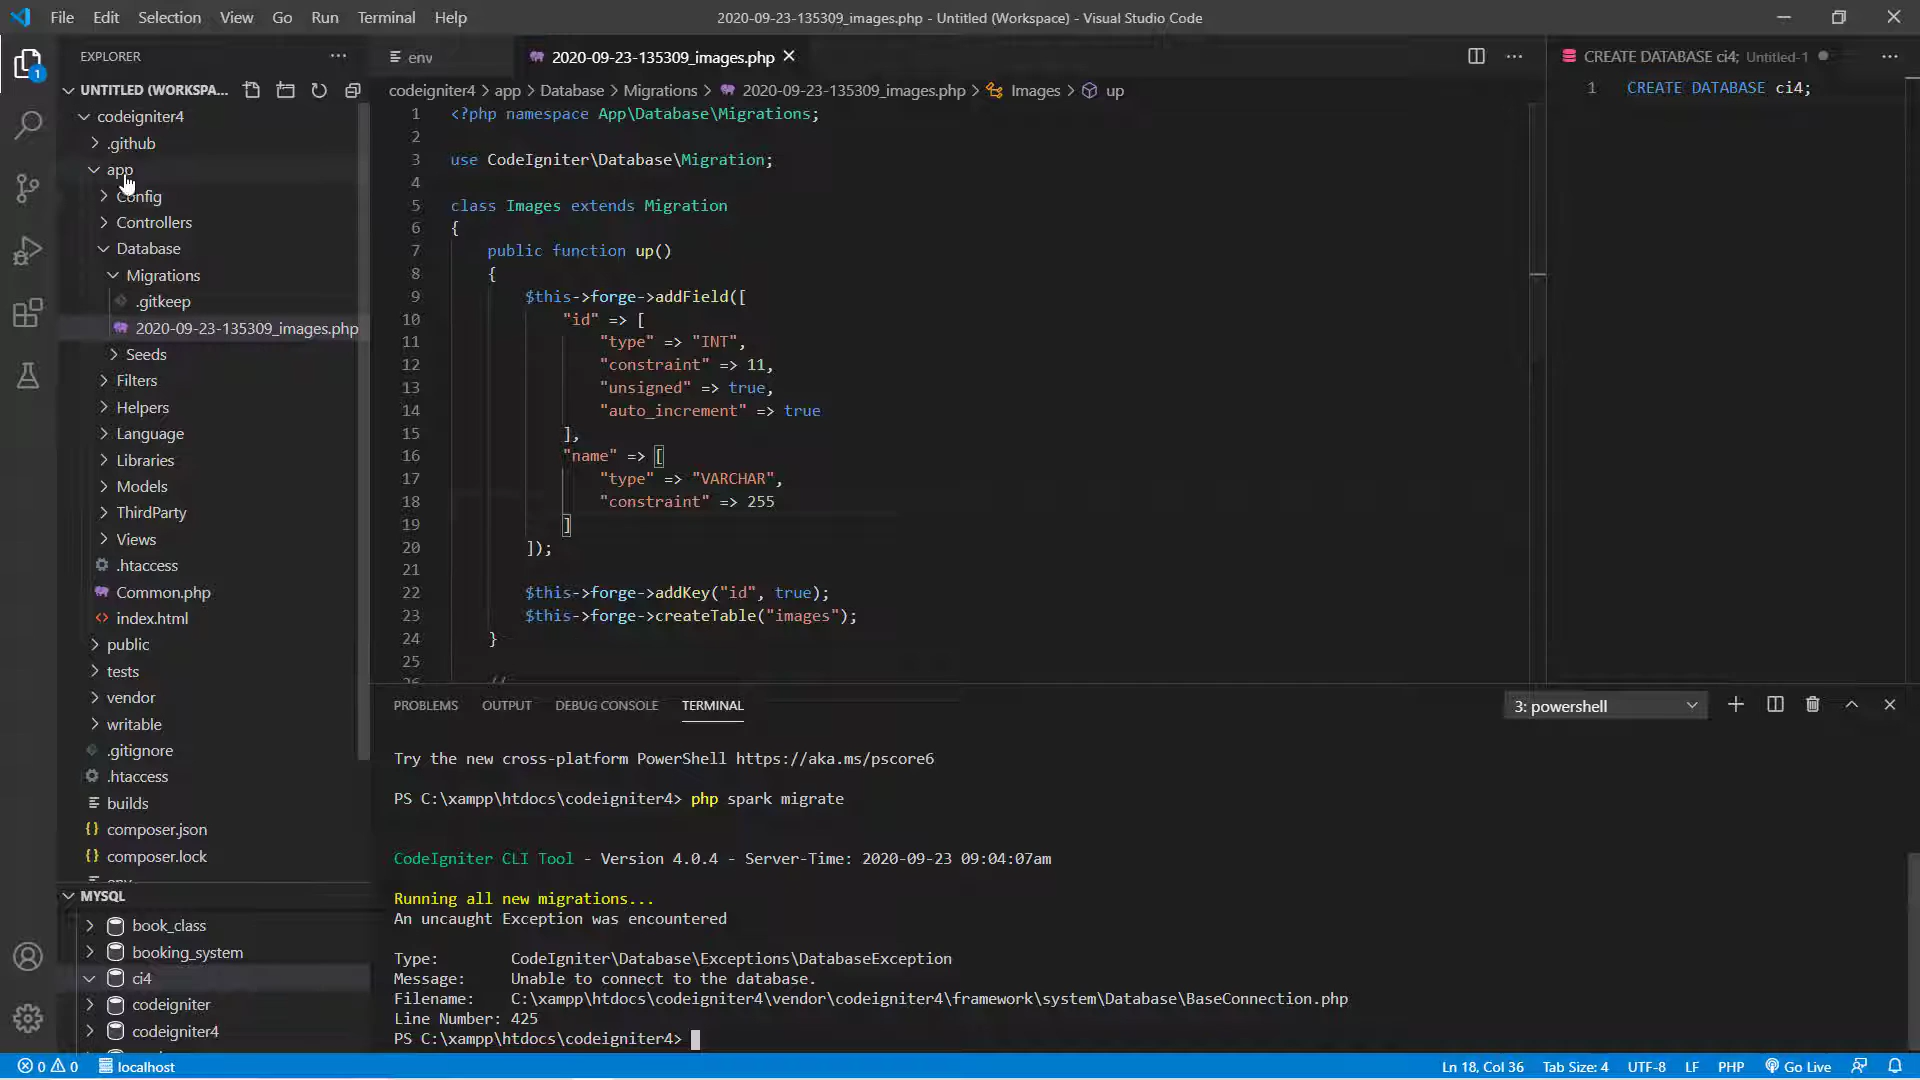 File Edit Selection View Go Run Terminal Help
2020-09-23-135309_images.php - Untitled (Workspace) - Visual Studio Code
EXPLORER
UNTITLED (WORKSPA...
codeigniter4
.github
app
Config
Controllers
Database
Migrations
.gitkeep
2020-09-23-135309_images.php
Seeds
Filters
Helpers
Language
Libraries
Models
ThirdParty
Views
.htaccess
Common.php
index.html
public
tests
vendor
writable
.gitignore
.htaccess
builds
composer.json
composer.lock
MYSQL
book_class
booking_system
ci4
codeigniter
codeigniter4
1
env
2020-09-23-135309_images.php
codeigniter4 > app > Database > Migrations > 2020-09-23-135309_images.php > Images > up
1 <?php namespace App\Database\Migrations;
2
3 use CodeIgniter\Database\Migration;
4
5 class Images extends Migration
6 {
7 public function up()
8 {
9 $this->forge->addField([
10 "id" => [
11 "type" => "INT",
12 "constraint" => 11,
13 "unsigned" => true,
14 "auto_increment" => true
15 ],
16 "name" => [
17 "type" => "VARCHAR",
18 "constraint" => 255
19 ]
20 ]);
21
22 $this->forge->addKey("id", true);
23 $this->forge->createTable("images");
24 }
25
CREATE DATABASE ci4; Untitled-1
1 CREATE DATABASE ci4;
PROBLEMS OUTPUT DEBUG CONSOLE TERMINAL
3: powershell
Try the new cross-platform PowerShell https://aka.ms/pscore6
PS C:\xampp\htdocs\codeigniter4> php spark migrate
CodeIgniter CLI Tool - Version 4.0.4 - Server-Time: 2020-09-23 09:04:07am
Running all new migrations...
An uncaught Exception was encountered
Type: CodeIgniter\Database\Exceptions\DatabaseException
Message: Unable to connect to the database.
Filename: C:\xampp\htdocs\codeigniter4\vendor\codeigniter4\framework\system\Database\BaseConnection.php
Line Number: 425
PS C:\xampp\htdocs\codeigniter4>
0 0 localhost
Ln 18, Col 36 Tab Size: 4 UTF-8 LF PHP Go Live